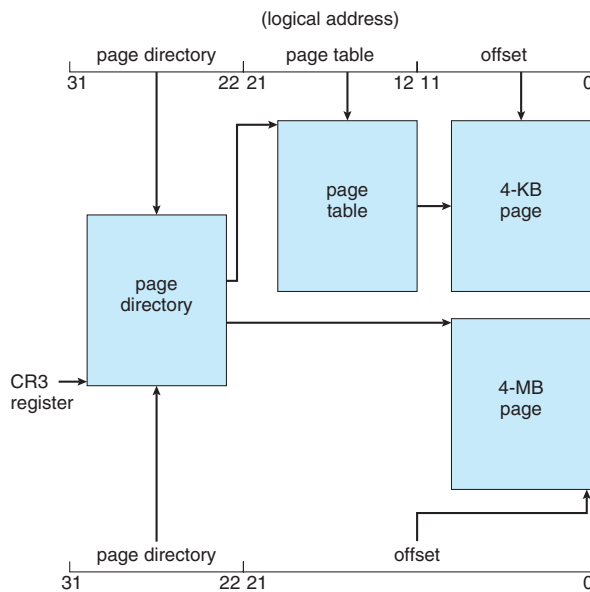 (logical address)
page directory page table offset
31 22 21 12 11 0
page
table
4-KB
page
page
directory
CR3
register
4-MB
page
page directory offset
31 22 21 0